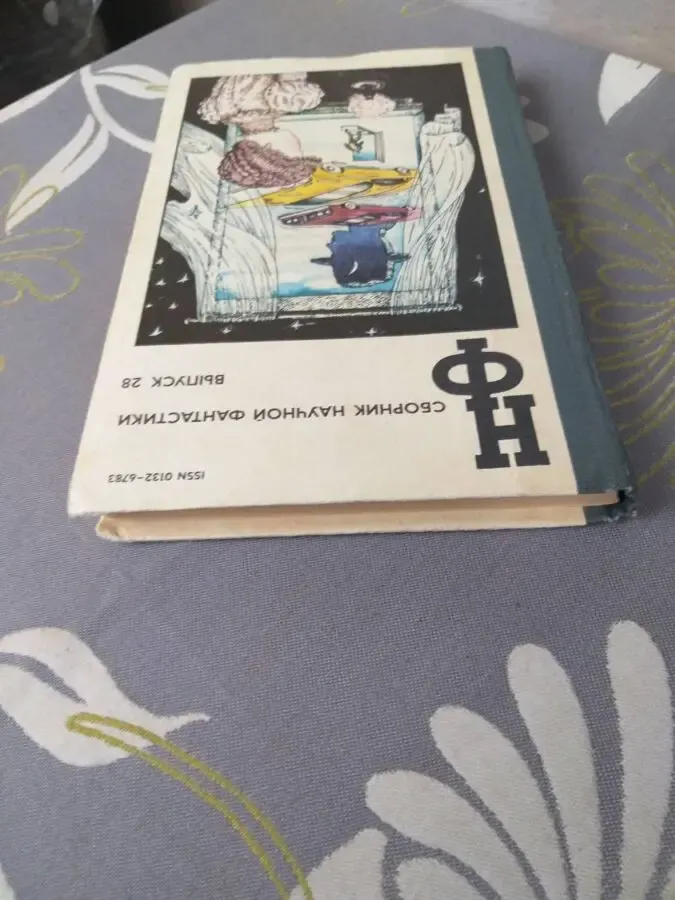 ISSN 0132-6783
НФ
СБОРНИК НАУЧНОЙ ФАНТАСТИКИ
ВЫПУСК 28